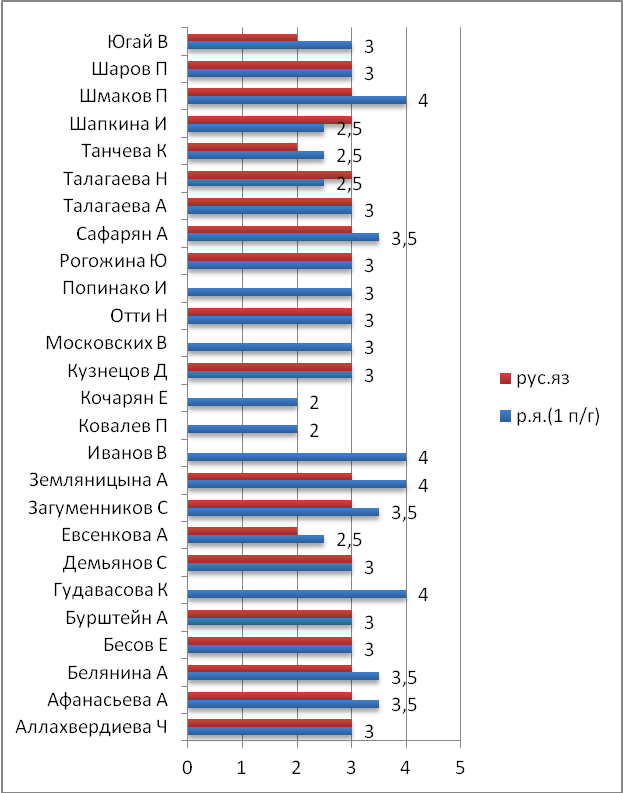 Югай В
3
Шаров П
3
Шмаков П
4
Шапкина И
2,5
Танчева К
2,5
Талагаева Н
2,5
Талагаева А
3
Сафарян А
3,5
Рогожина Ю
3
Попинако И
3
Отти Н
3
Московских В
3
Кузнецов Д
3
Кочарян Е
2
Ковалев П
2
Иванов В
4
Земляницына А
4
Загуменников С
3,5
Евсенкова А
2,5
Демьянов С
3
Гудавасова К
4
Бурштейн А
3
Бесов Е
3
Белянина А
3,5
Афанасьева А
3,5
Аллахвердиева Ч
3
0 1 2 3 4 5
рус.яз
р.я.(1 п/г)